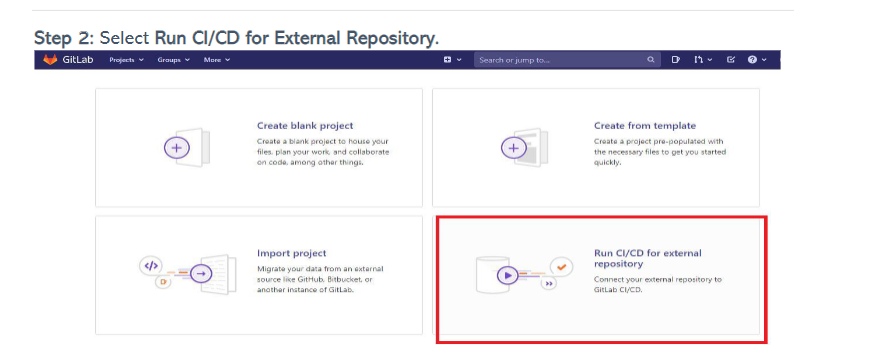 Step 2: Select Run CI/CD for External Repository.
GitLab Projects Groups More Search or jump to...
Create blank project
Create a blank project to house your
files, plan your work, and collaborate
on code, among other things.
Create from template
Create a project pre-populated with
the necessary files to get you started
quickly.
Import project
Migrate your data from an external
source like GitHub, Bitbucket, or
another instance of GitLab.
Run CI/CD for external
repository
Connect your external repository to
GitLab CI/CD.